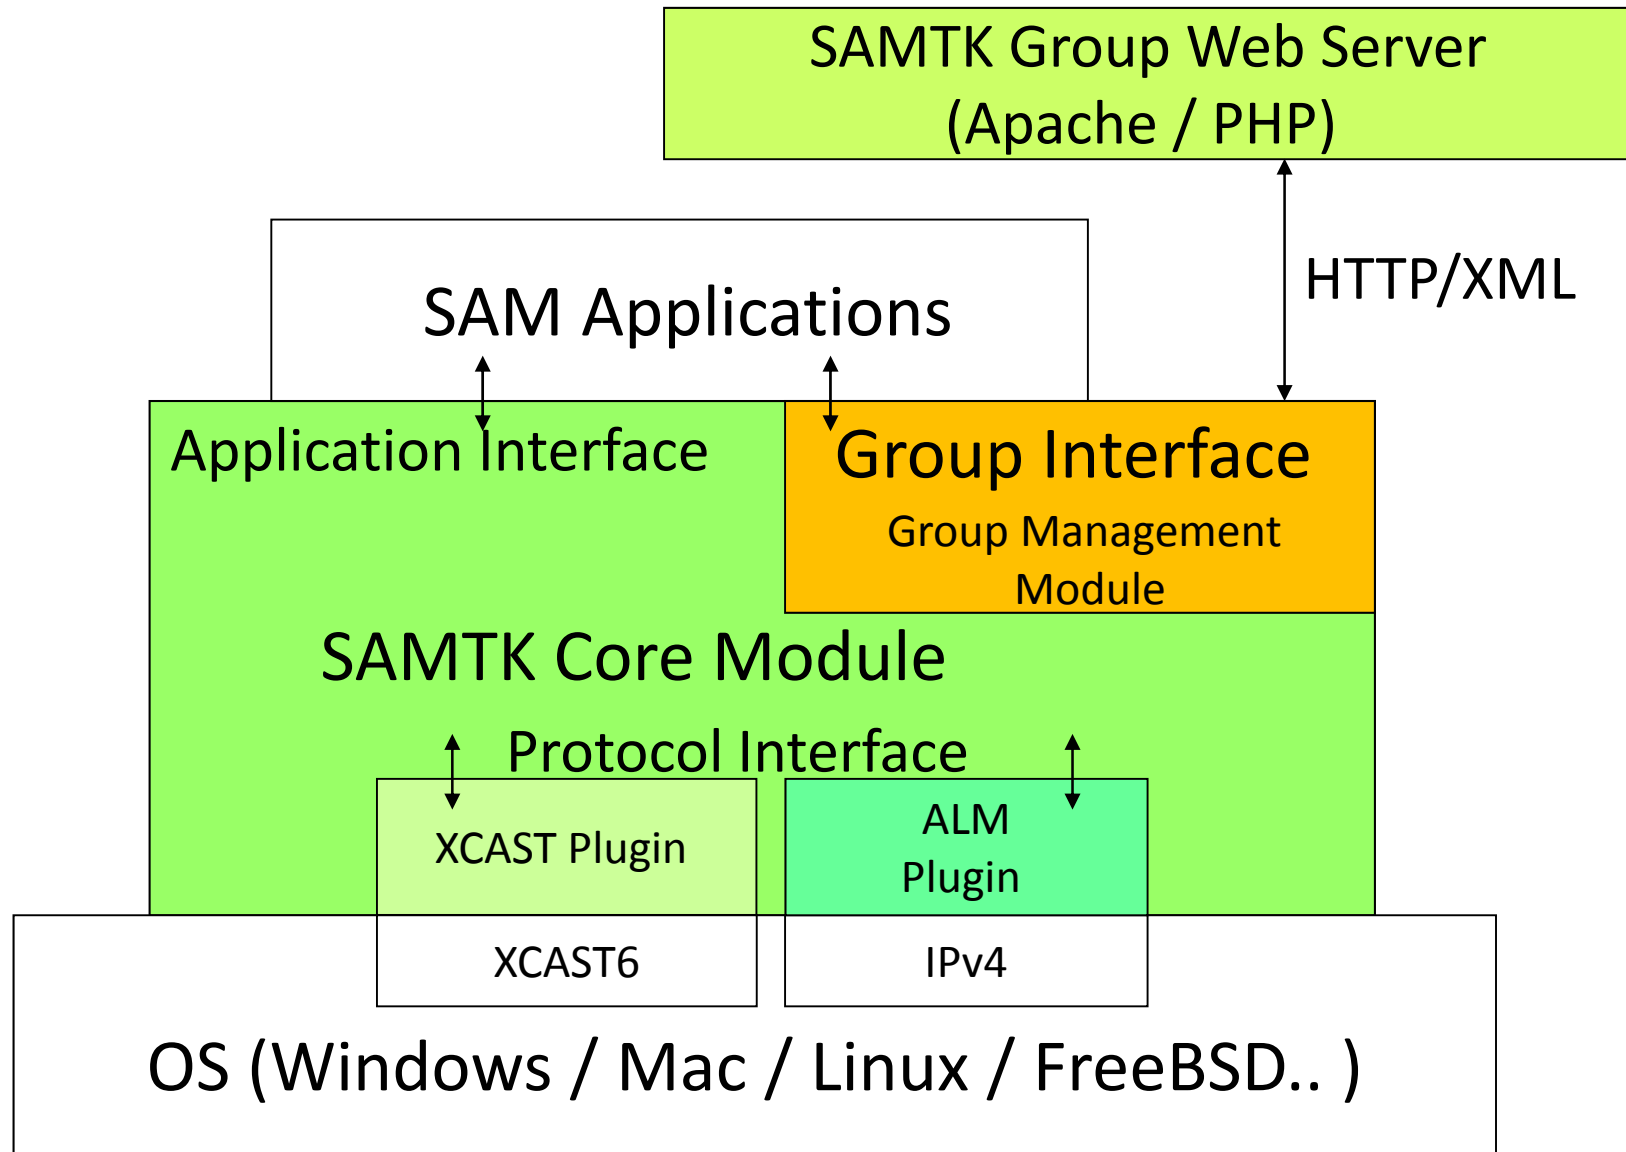 SAMTK Group Web Server
(Apache / PHP)
HTTP/XML
SAM Applications
Application Interface
Group Interface
Group Management
Module
SAMTK Core Module
Protocol Interface
XCAST Plugin
ALM
Plugin
XCAST6
IPv4
OS (Windows / Mac / Linux / FreeBSD.. )